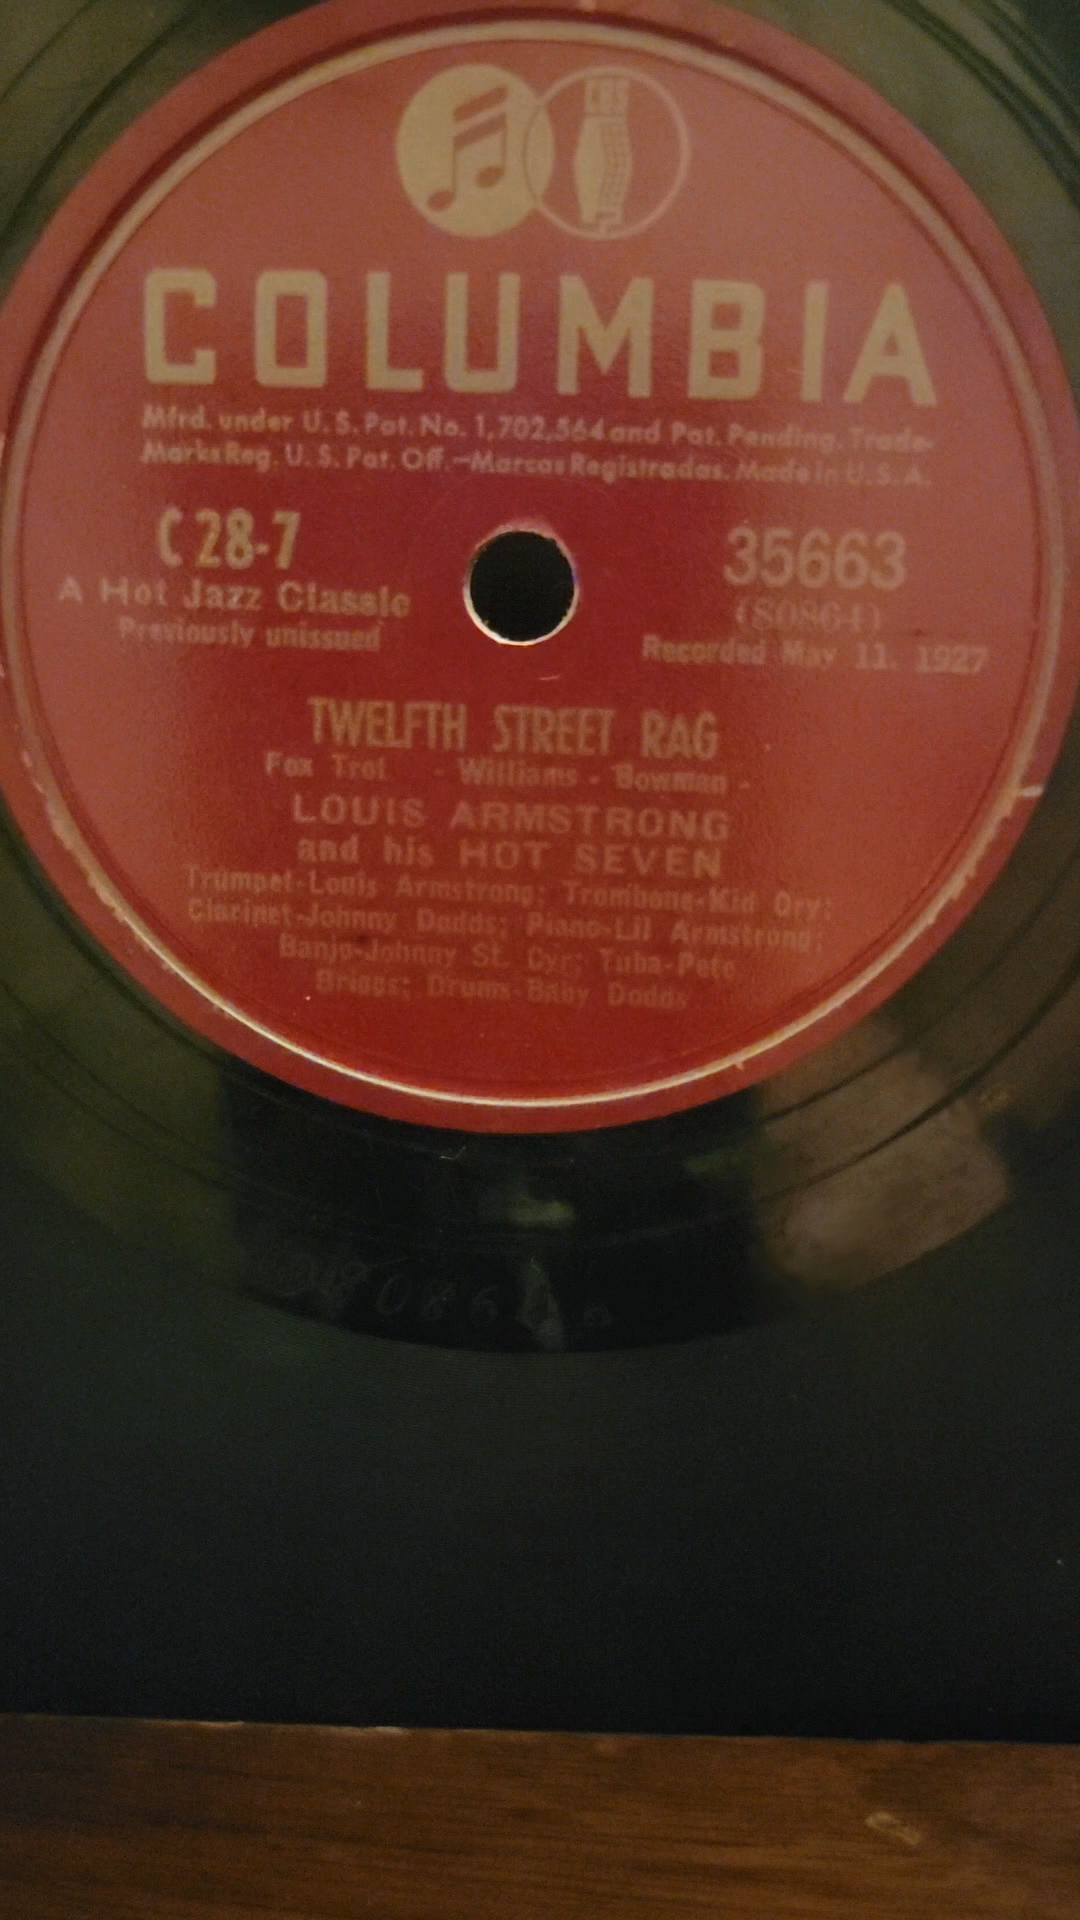 CBS
COLUMBIA
Mfrd. under U.S. Pat. No. 1,702,564 and Pat. Pending. Trade-
Marks Reg. U.S. Pat. Off.—Marcas Registradas. Made in U.S.A.
C 28-7
A Hot Jazz Classic
Previously unissued
35663
(80864)
Recorded May 11, 1927
TWELFTH STREET RAG
Fox Trot - Williams - Bowman -
LOUIS ARMSTRONG
and his HOT SEVEN
Trumpet-Louis Armstrong; Trombone-Kid Ory;
Clarinet-Johnny Dodds; Piano-Lil Armstrong;
Banjo-Johnny St. Cyr; Tuba-Pete
Briggs; Drums-Baby Dodds